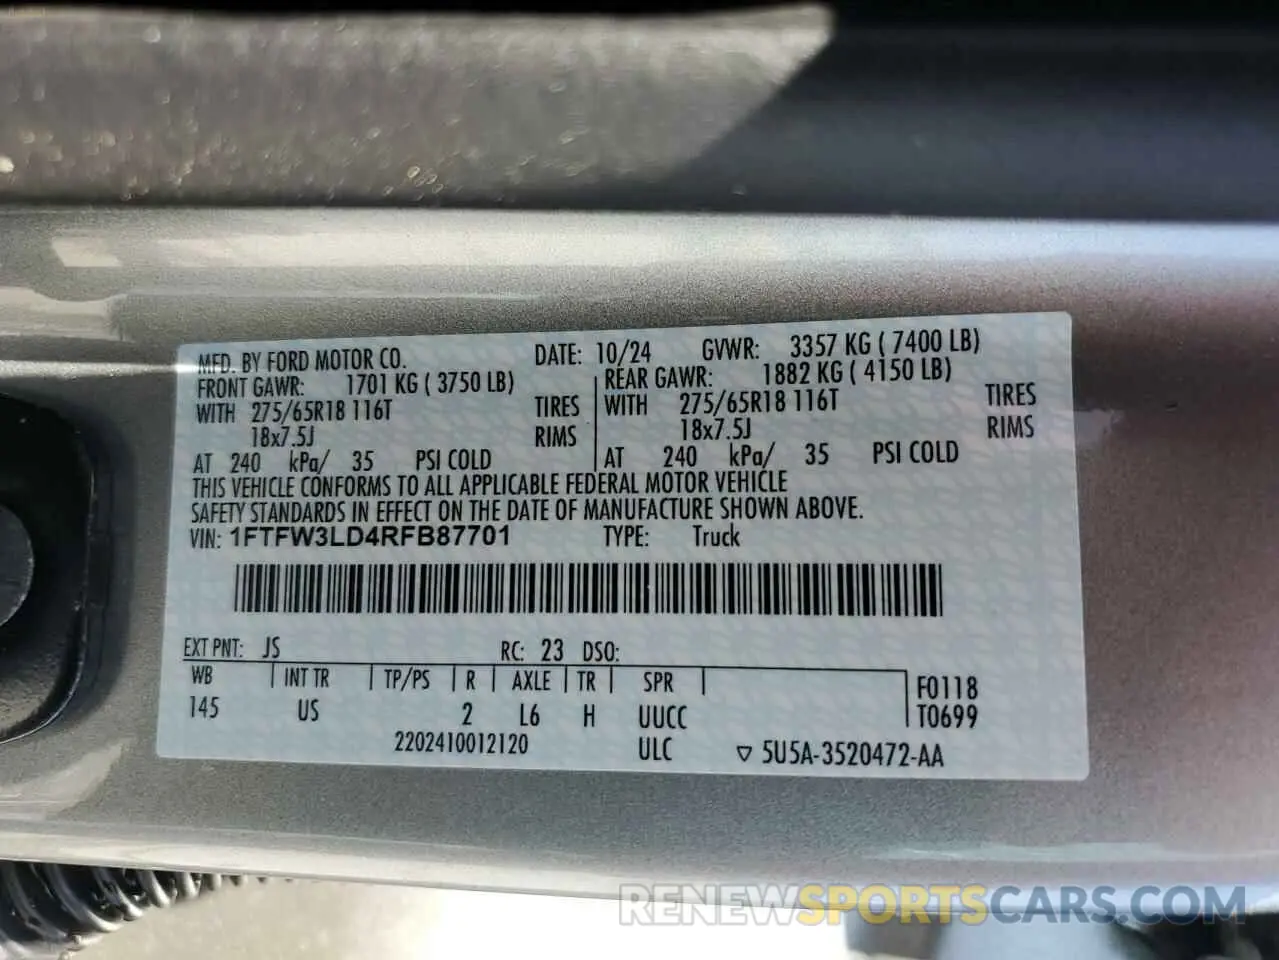 MFD. BY FORD MOTOR CO. DATE: 10/24 GVWR: 3357 KG ( 7400 LB)
FRONT GAWR: 1701 KG ( 3750 LB) REAR GAWR: 1882 KG ( 4150 LB)
WITH 275/65R18 116T TIRES WITH 275/65R18 116T TIRES
18x7.5J RIMS 18x7.5J RIMS
AT 240 kPa/ 35 PSI COLD AT 240 kPa/ 35 PSI COLD
THIS VEHICLE CONFORMS TO ALL APPLICABLE FEDERAL MOTOR VEHICLE
SAFETY STANDARDS IN EFFECT ON THE DATE OF MANUFACTURE SHOWN ABOVE.
VIN: 1FTFW3LD4RFB87701 TYPE: Truck
EXT PNT: JS RC: 23 DSO:
WB INT TR TP/PS R AXLE TR SPR F0118
145 US 2 L6 H UUCC T0699
2202410012120 ULC ▽ 5U5A-3520472-AA
RENEWSPORTSCARS.COM